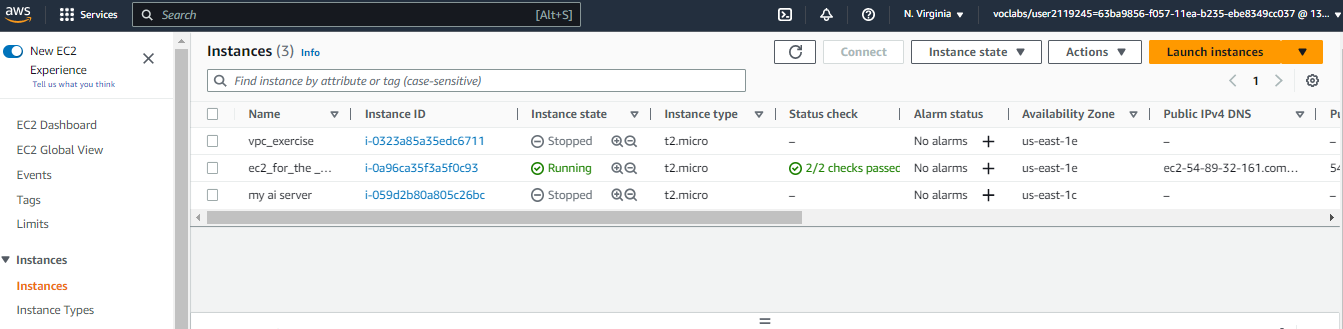 aws
Services
Search
[Alt+S]
N. Virginia
voclabs/user2119245=63ba9856-f057-11ea-b235-ebe8349cc037 @ 13...
New EC2
Experience
Tell us what you think
EC2 Dashboard
EC2 Global View
Events
Tags
Limits
Instances
Instances
Instance Types
Instances (3) Info
Connect
Instance state
Actions
Launch instances
Find instance by attribute or tag (case-sensitive)
1
Name Instance ID Instance state Instance type Status check Alarm status Availability Zone Public IPv4 DNS Pu
vpc_exercise i-0323a85a35edc6711 Stopped t2.micro – No alarms + us-east-1e –
ec2_for_the _... i-0a96ca35f3a5f0c93 Running t2.micro 2/2 checks passed No alarms + us-east-1e ec2-54-89-32-161.com... 54
my ai server i-059d2b80a805c26bc Stopped t2.micro – No alarms + us-east-1c –